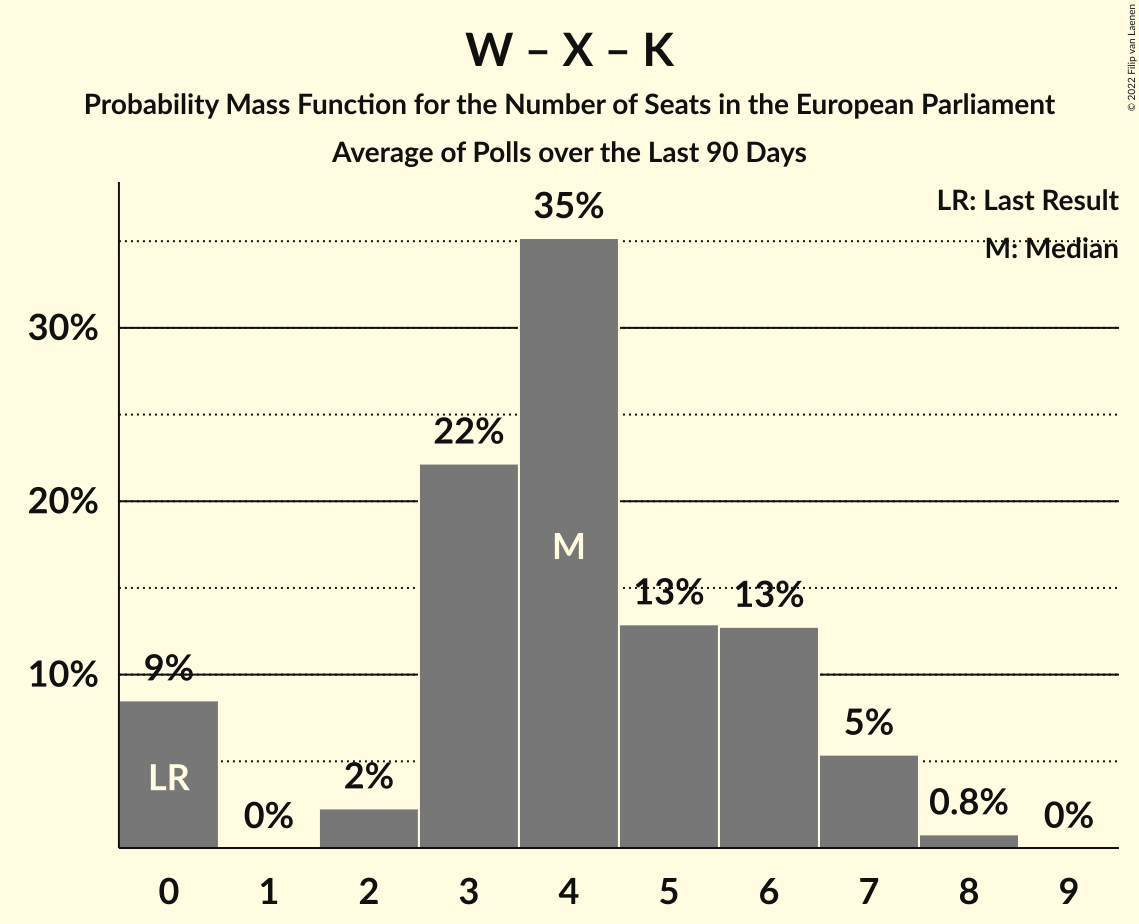 W – X – K
Probability Mass Function for the Number of Seats in the European Parliament
Average of Polls over the Last 90 Days
© 2022 Filip van Laenen
LR: Last Result
M: Median
35%
30%
22%
20%
M
13%
13%
10%
9%
5%
LR
2%
0.8%
0%
0%
0 1 2 3 4 5 6 7 8 9